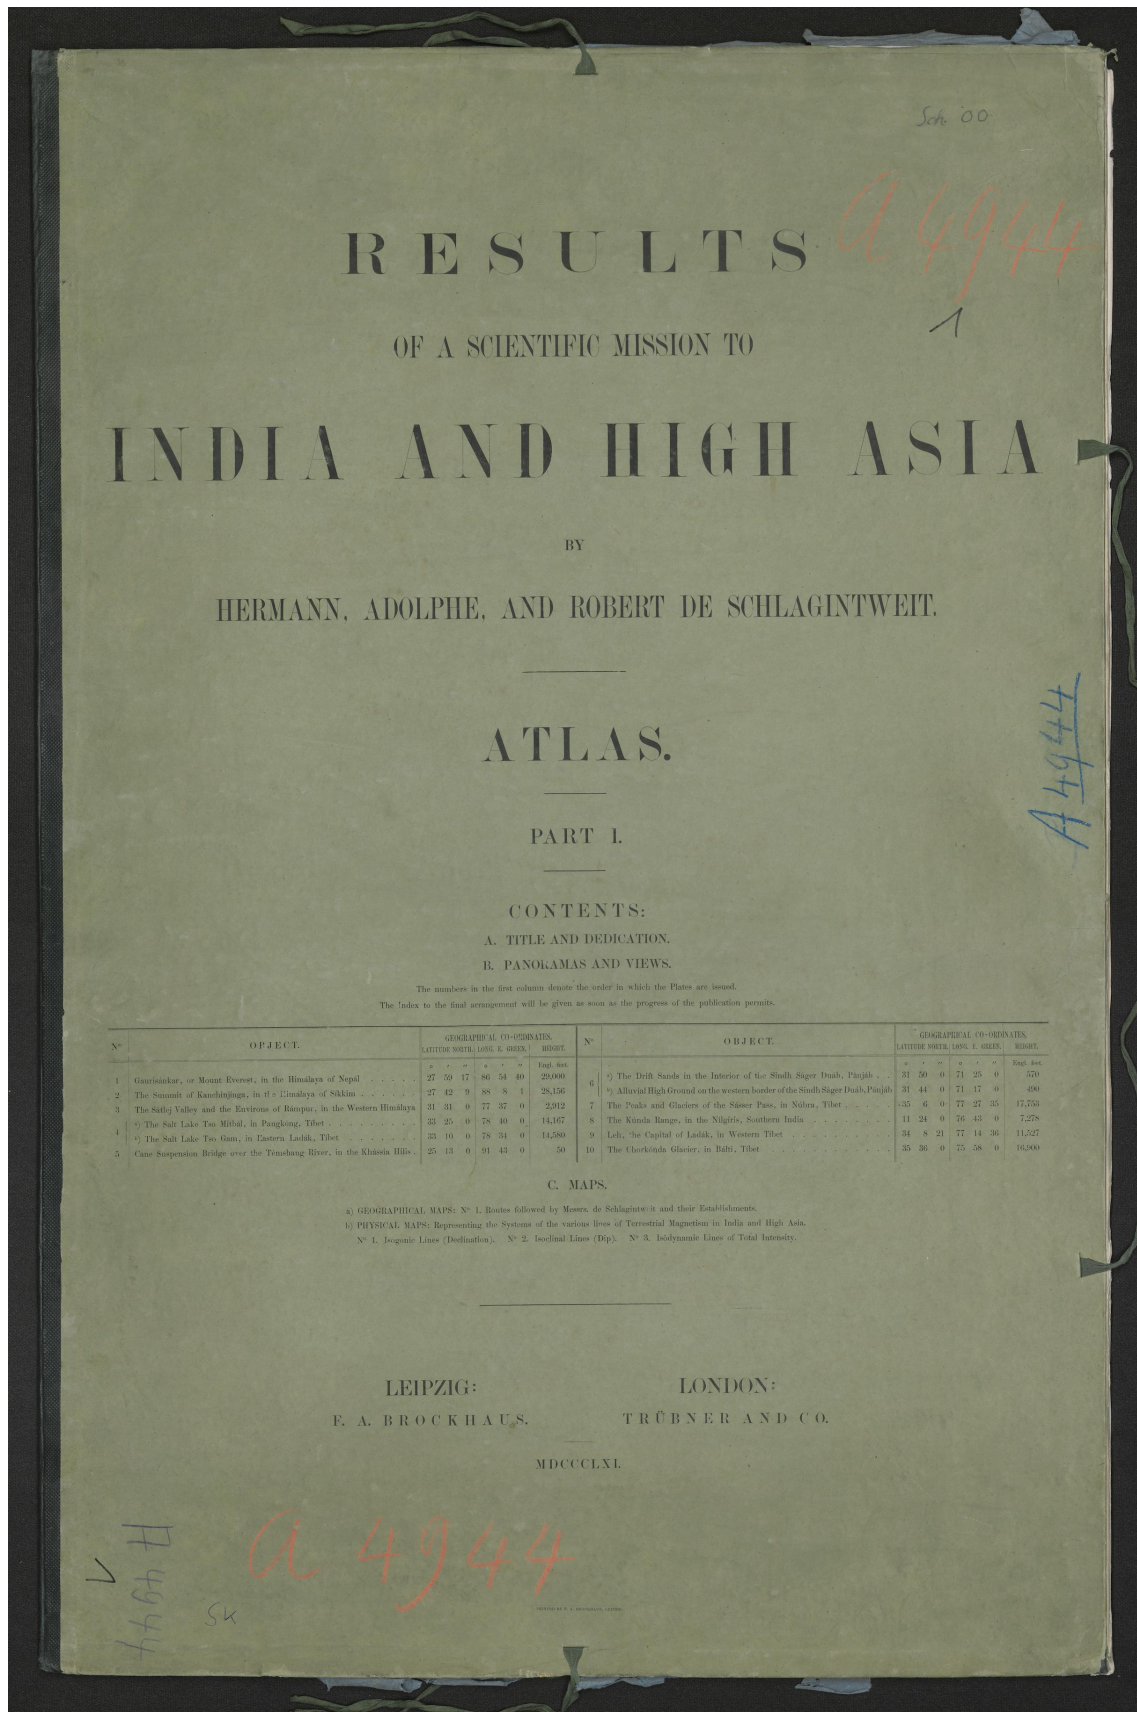 Sch. 00
A 4944
1
RESULTS
OF A SCIENTIFIC MISSION TO
INDIA AND HIGH ASIA
BY
HERMANN, ADOLPHE, AND ROBERT DE SCHLAGINTWEIT.
A 4944
ATLAS.
PART I.
CONTENTS:
A. TITLE AND DEDICATION.
B. PANORAMAS AND VIEWS.
The numbers in the first column denote the order in which the Plates are issued.
The Index to the final arrangement will be given as soon as the progress of the publication permits.
No OBJECT. GEOGRAPHICAL CO-ORDINATES.
LATITUDE NORTH. LONG. E. GREEN. HEIGHT.
° ′ ″ ° ′ ″ Engl. feet.
1 Gaurisánkar, or Mount Everest, in the Himálaya of Nepal 27 59 17 86 54 40 29,000
2 The Summit of Kanchinjínga, in the Himálaya of Síkkim 27 42 9 88 8 1 28,156
3 The Sátlej Valley and the Environs of Rámpur, in the Western Himálaya 31 31 0 77 37 0 2,912
4 a) The Salt Lake Tso Mitbál, in Pangkong, Tíbet 33 25 0 78 40 0 14,167
b) The Salt Lake Tso Gam, in Eastern Ladák, Tíbet 33 10 0 78 34 0 14,580
5 Cane Suspension Bridge over the Temshang River, in the Khássia Hills 25 13 0 91 43 0 50
No OBJECT. GEOGRAPHICAL CO-ORDINATES.
LATITUDE NORTH. LONG. E. GREEN. HEIGHT.
° ′ ″ ° ′ ″ Engl. feet.
6 a) The Drift Sands in the Interior of the Sindh Ságer Duáb, Pánjáb 31 50 0 71 25 0 570
b) Alluvial High Ground on the western border of the Sindh Ságer Duáb, Pánjáb 31 44 0 71 17 0 490
7 The Peaks and Glaciers of the Sásser Pass, in Núbra, Tíbet 35 6 0 77 27 35 17,753
8 The Kúnda Range, in the Nílgiris, Southern India 11 24 0 76 43 0 7,278
9 Leh, the Capital of Ladák, in Western Tíbet 34 8 21 77 14 36 11,527
10 The Chorkónda Glacier, in Bálti, Tíbet 35 36 0 75 58 0 16,900
C. MAPS.
a) GEOGRAPHICAL MAPS: No 1. Routes followed by Messrs. de Schlagintweit and their Establishments.
b) PHYSICAL MAPS: Representing the Systems of the various lines of Terrestrial Magnetism in India and High Asia.
No 1. Isogonic Lines (Declination). No 2. Isoclinal Lines (Dip). No 3. Isódynamic Lines of Total Intensity.
LEIPZIG: LONDON:
F. A. BROCKHAUS. TRÜBNER AND CO.
MDCCCLXI.
A 4944
A 4944
V
SK